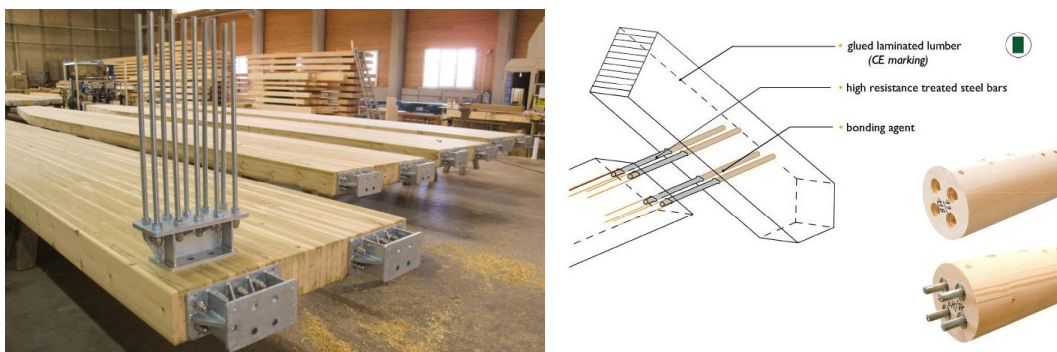 glued laminated lumber
(CE marking)
high resistance treated steel bars
bonding agent